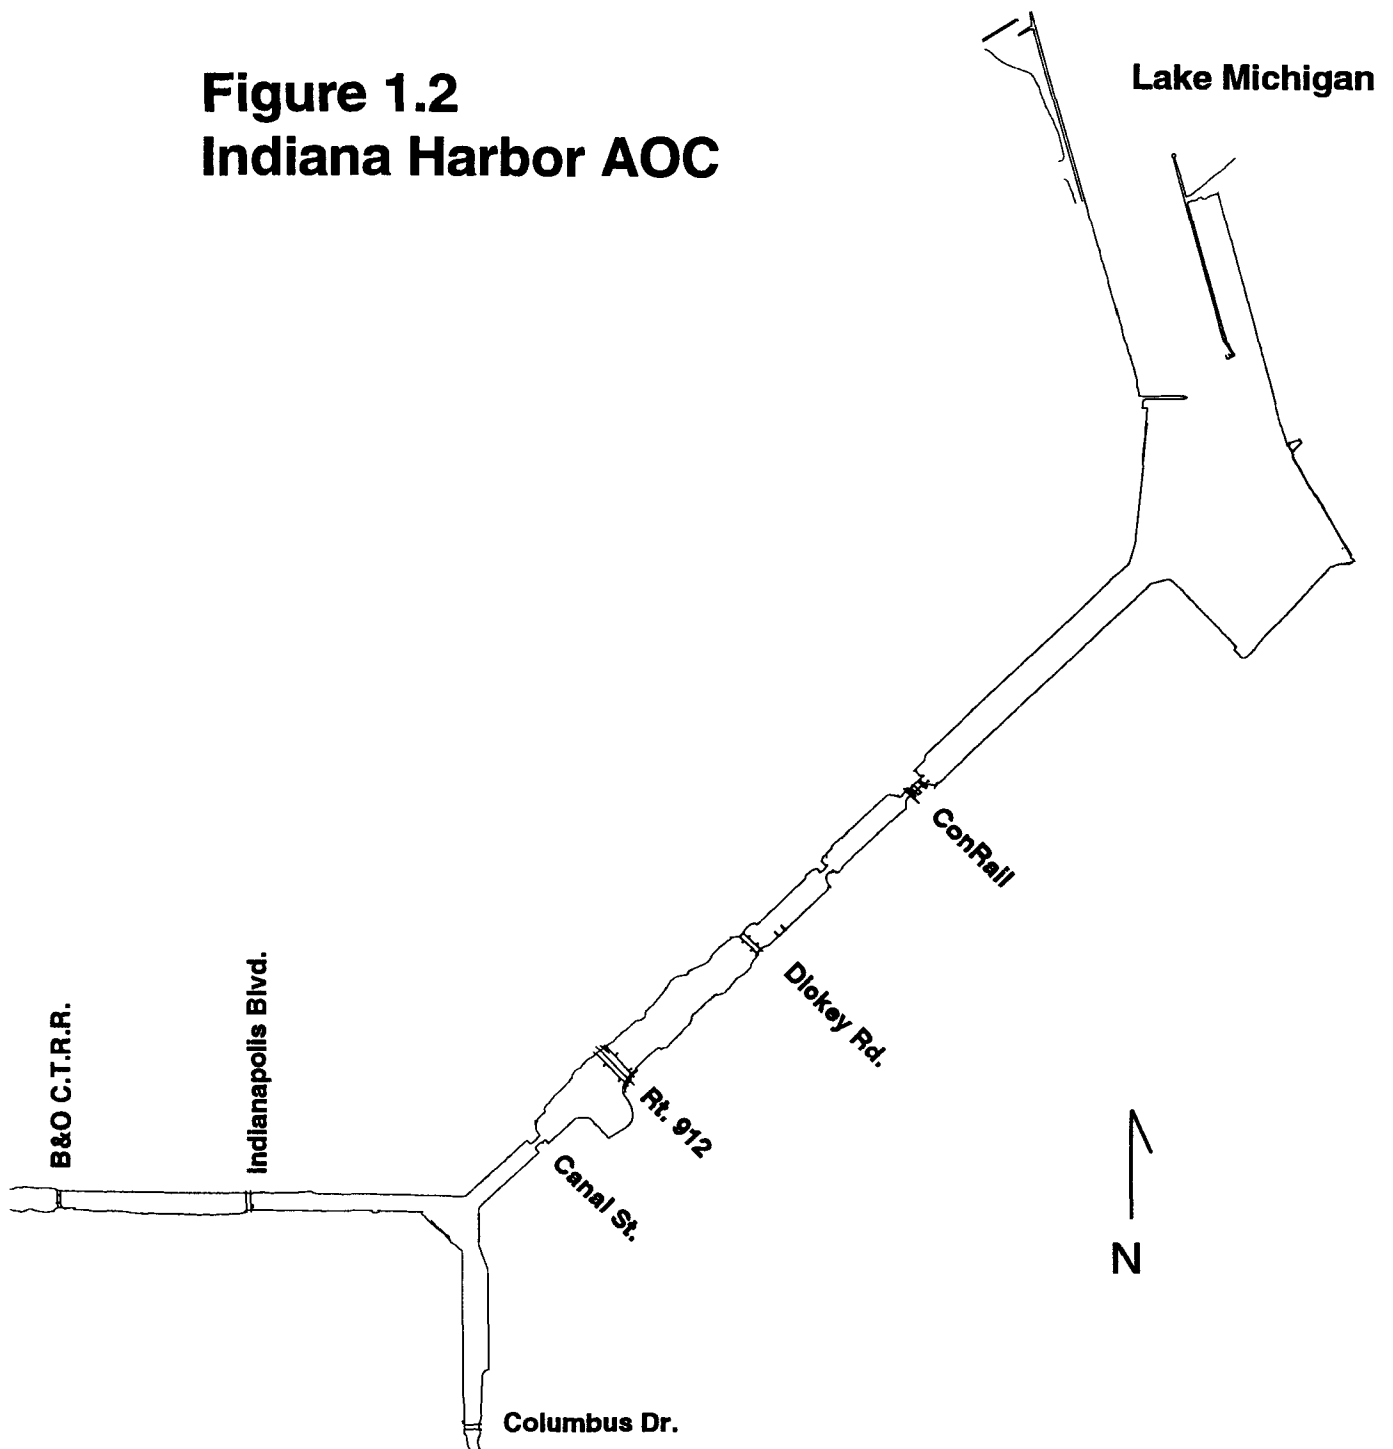 Figure 1.2
Indiana Harbor AOC
Lake Michigan
ConRail
Dickey Rd.
Rt. 912
Canal St.
Indianapolis Blvd.
B&O C.T.R.R.
Columbus Dr.
N